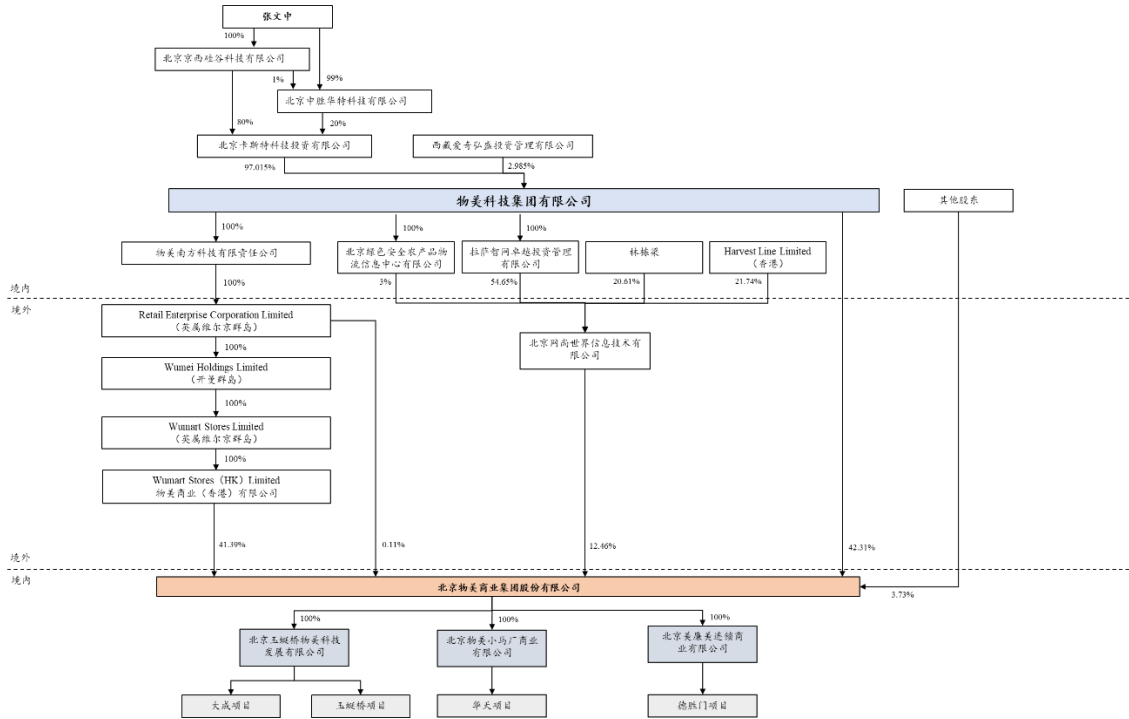 张文中
100%
北京京西硅谷科技有限公司
1%
99%
北京中胜华特科技有限公司
80%
20%
北京卡斯特科技投资有限公司
西藏爱奇弘盛投资管理有限公司
97.015%
2.985%
物美科技集团有限公司
其他股东
100%
100%
100%
物美南方科技有限责任公司
北京绿色安全农产品物
流信息中心有限公司
拉萨智网卓越投资管理
有限公司
林栋梁
Harvest Line Limited
（香港）
100%
3%
54.65%
20.61%
21.74%
境内
境外
Retail Enterprise Corporation Limited
（英属维尔京群岛）
100%
北京网尚世界信息技术有
限公司
Wumei Holdings Limited
（开曼群岛）
100%
Wumart Stores Limited
（英属维尔京群岛）
100%
Wumart Stores（HK）Limited
物美商业（香港）有限公司
41.39%
0.11%
12.46%
42.31%
境外
境内
北京物美商业集团股份有限公司
3.73%
100%
100%
100%
北京玉蜓桥物美科技
发展有限公司
北京物美小马厂商业
有限公司
北京美廉美连锁商
业有限公司
大成项目
玉蜓桥项目
华天项目
德胜门项目